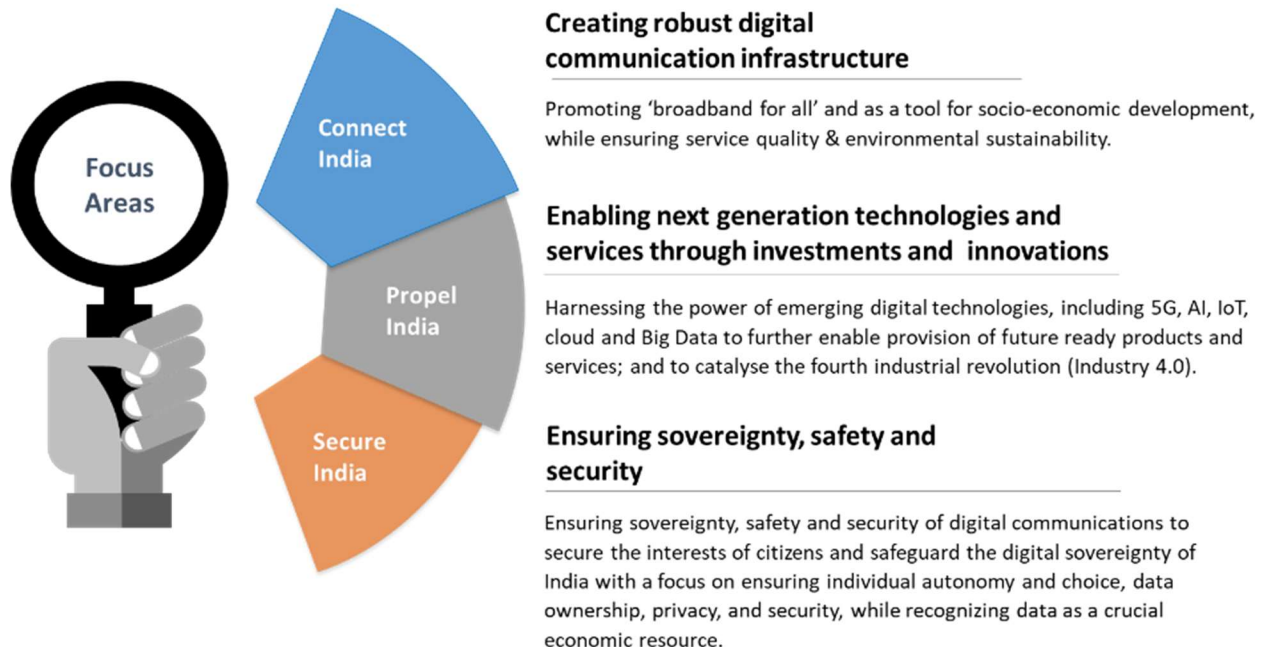 Focus
Areas
Connect
India
Propel
India
Secure
India
Creating robust digital
communication infrastructure
Promoting ‘broadband for all’ and as a tool for socio-economic development,
while ensuring service quality & environmental sustainability.
Enabling next generation technologies and
services through investments and innovations
Harnessing the power of emerging digital technologies, including 5G, AI, IoT,
cloud and Big Data to further enable provision of future ready products and
services; and to catalyse the fourth industrial revolution (Industry 4.0).
Ensuring sovereignty, safety and
security
Ensuring sovereignty, safety and security of digital communications to
secure the interests of citizens and safeguard the digital sovereignty of
India with a focus on ensuring individual autonomy and choice, data
ownership, privacy, and security, while recognizing data as a crucial
economic resource.